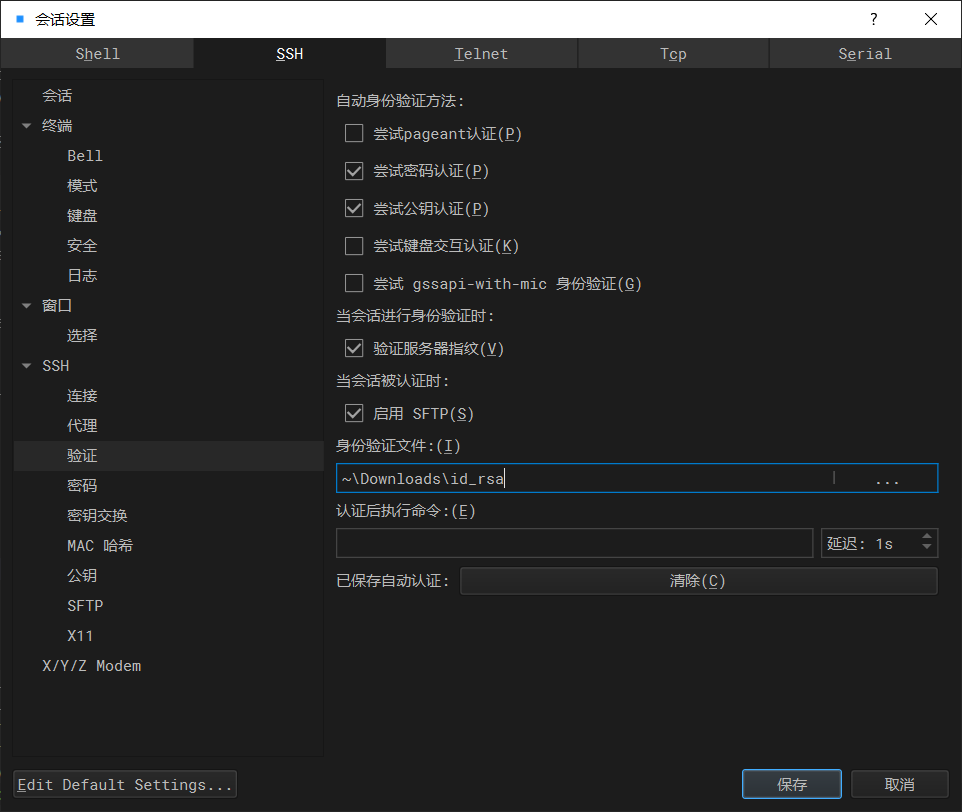 会话设置 ?
Shell SSH Telnet Tcp Serial
会话
终端
Bell
模式
键盘
安全
日志
窗口
选择
SSH
连接
代理
验证
密码
密钥交换
MAC 哈希
公钥
SFTP
X11
X/Y/Z Modem
自动身份验证方法:
尝试pageant认证(P)
尝试密码认证(P)
尝试公钥认证(P)
尝试键盘交互认证(K)
尝试 gssapi-with-mic 身份验证(G)
当会话进行身份验证时:
验证服务器指纹(V)
当会话被认证时:
启用 SFTP(S)
身份验证文件:(I)
~\Downloads\id_rsa ...
认证后执行命令:(E)
延迟: 1s
已保存自动认证: 清除(C)
Edit Default Settings... 保存 取消